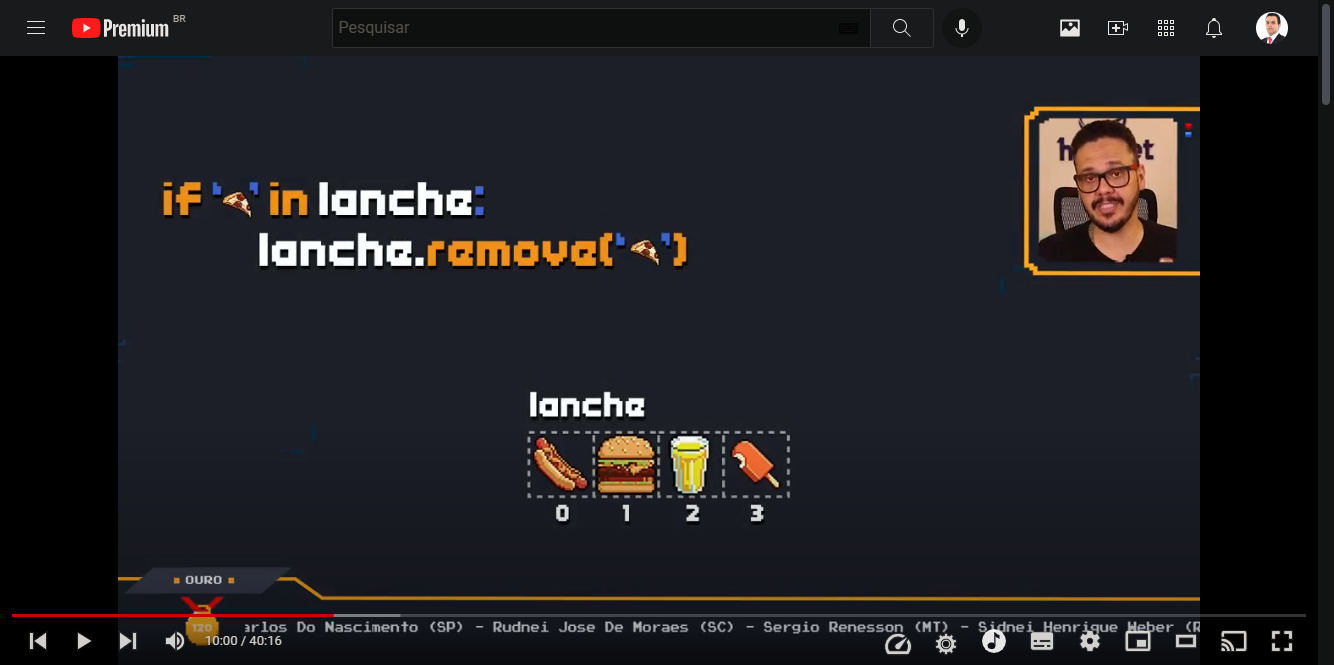 Premium BR
Pesquisar
if '🍕' in lanche:
lanche.remove('🍕')
lanche
0 1 2 3
OURO
120
arlos Do Nascimento (SP) - Rudnei Jose De Moraes (SC) - Sergio Renesson (MT) - Sidnei Henrique Weber (R
10:00 / 40:16